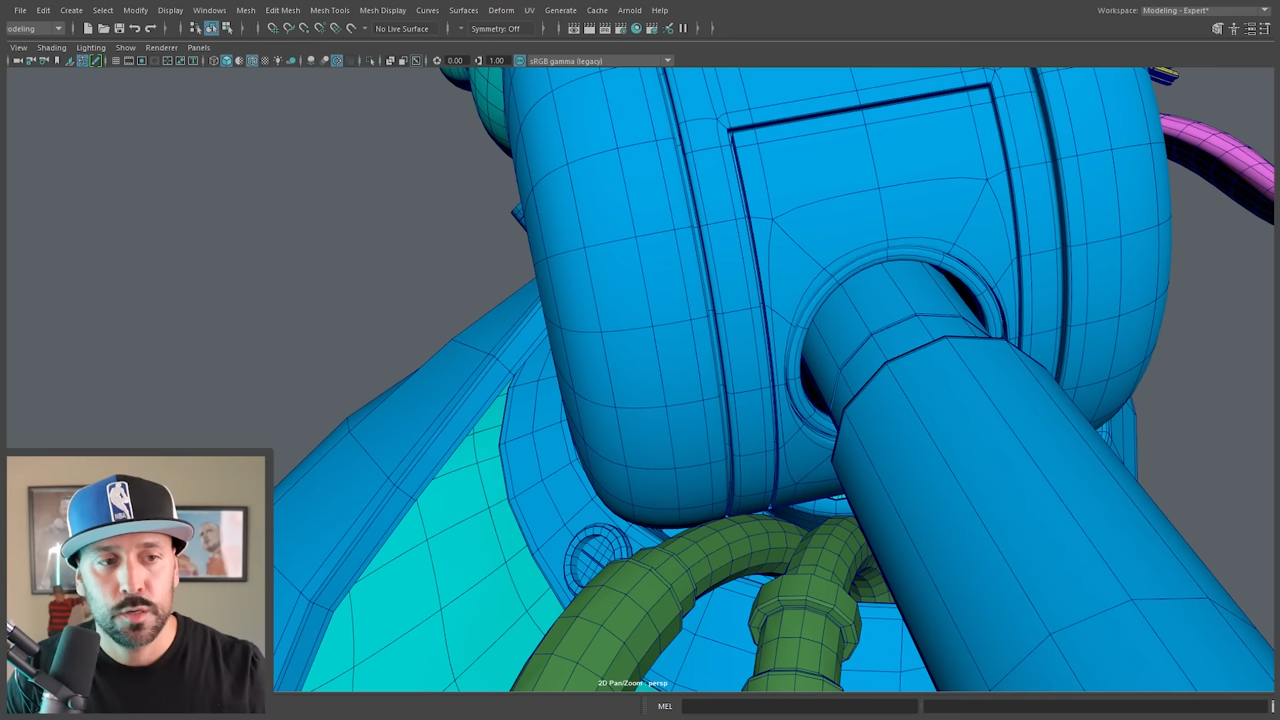 File Edit Create Select Modify Display Windows Mesh Edit Mesh Mesh Tools Mesh Display Curves Surfaces Deform UV Generate Cache Arnold Help Workspace: Modeling - Expert*
odeling No Live Surface Symmetry: Off
View Shading Lighting Show Renderer Panels
0.00 1.00 sRGB gamma (legacy)
NBA
2D Pan/Zoom : persp
MEL